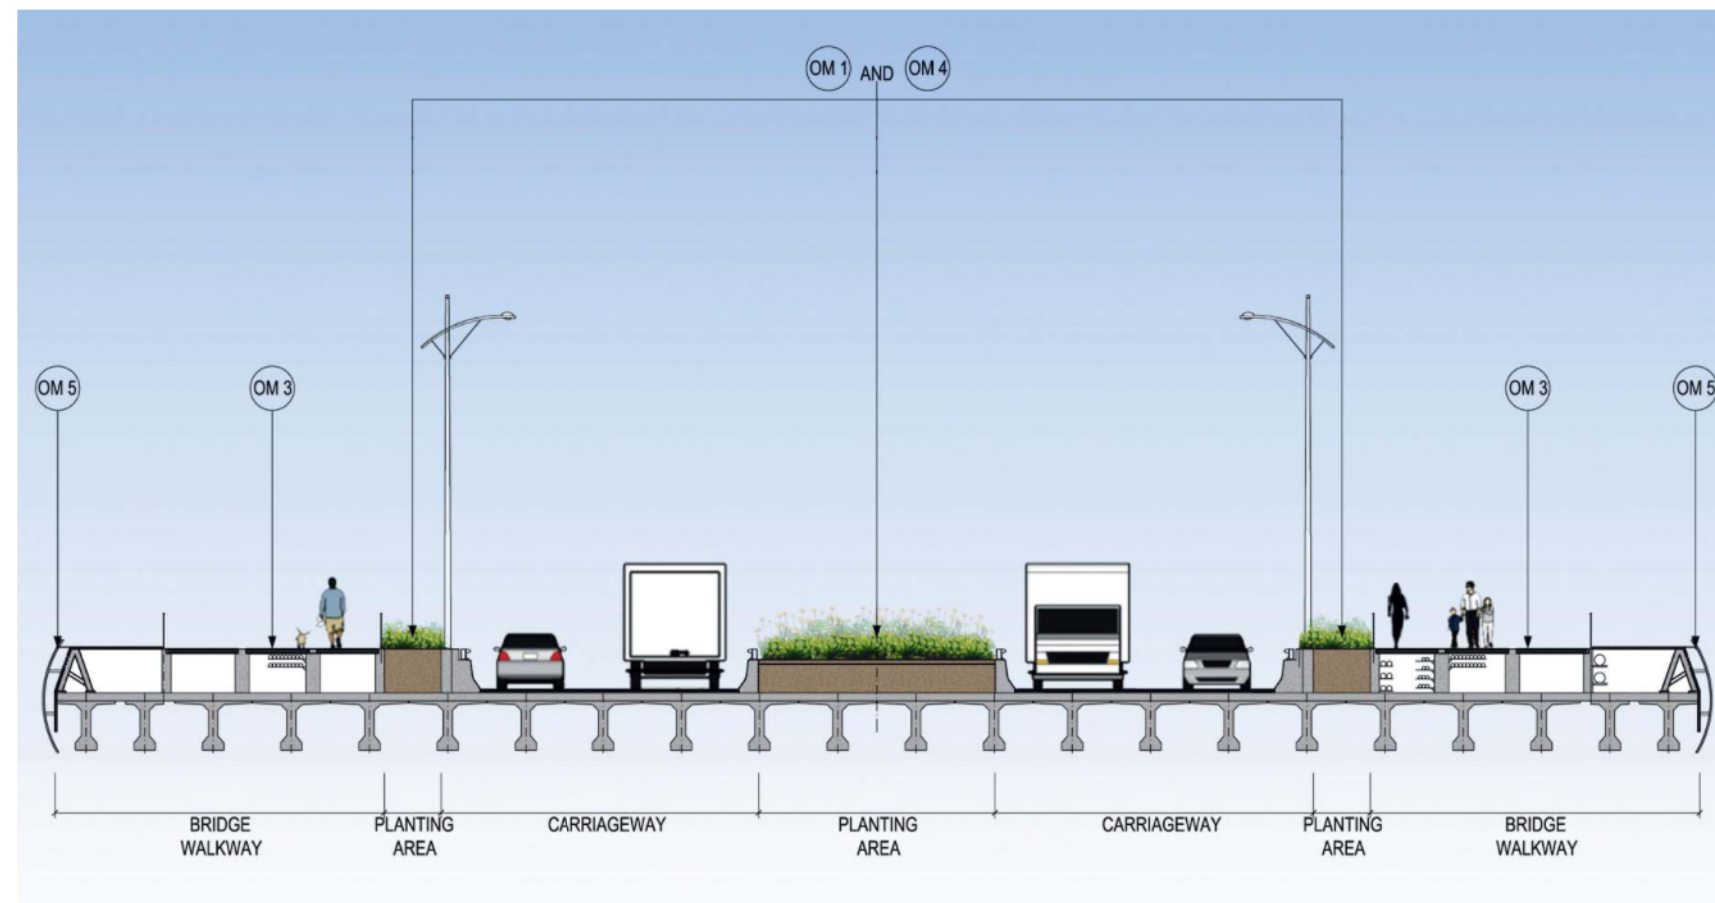 OM 1 AND OM 4
OM 5
OM 3
OM 3
OM 5
BRIDGE
WALKWAY
PLANTING
AREA
CARRIAGEWAY
PLANTING
AREA
CARRIAGEWAY
PLANTING
AREA
BRIDGE
WALKWAY